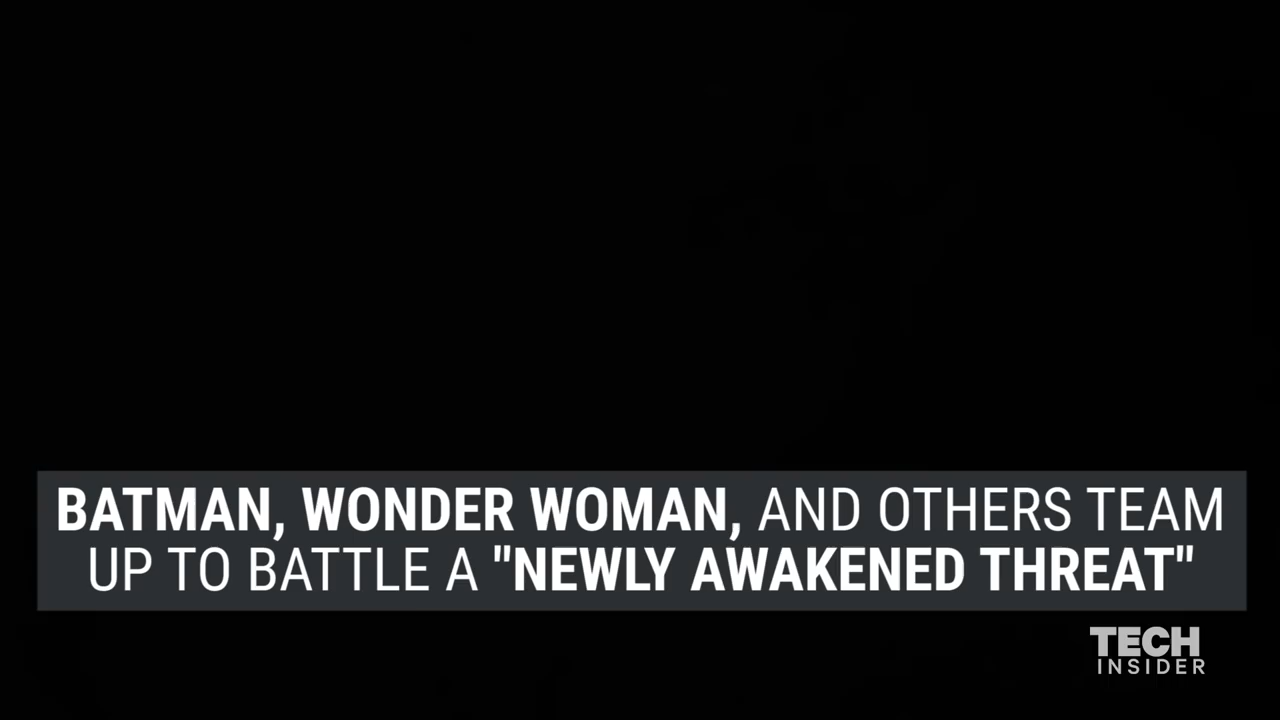 BATMAN, WONDER WOMAN, AND OTHERS TEAM
UP TO BATTLE A "NEWLY AWAKENED THREAT"
TECH
INSIDER